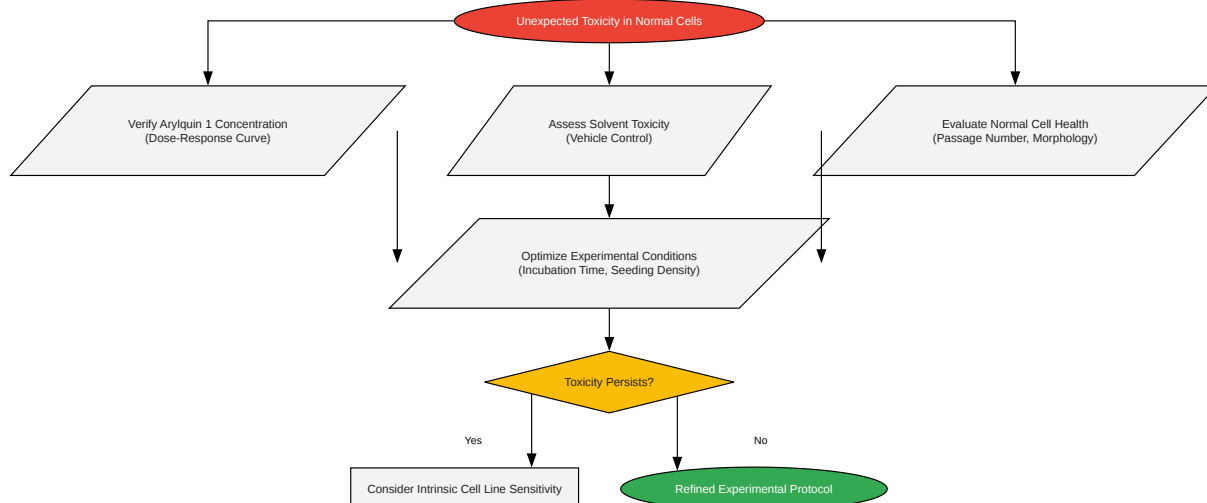 Unexpected Toxicity in Normal Cells
Verify Arylquin 1 Concentration
(Dose-Response Curve)
Assess Solvent Toxicity
(Vehicle Control)
Evaluate Normal Cell Health
(Passage Number, Morphology)
Optimize Experimental Conditions
(Incubation Time, Seeding Density)
Toxicity Persists?
Yes
No
Consider Intrinsic Cell Line Sensitivity
Refined Experimental Protocol